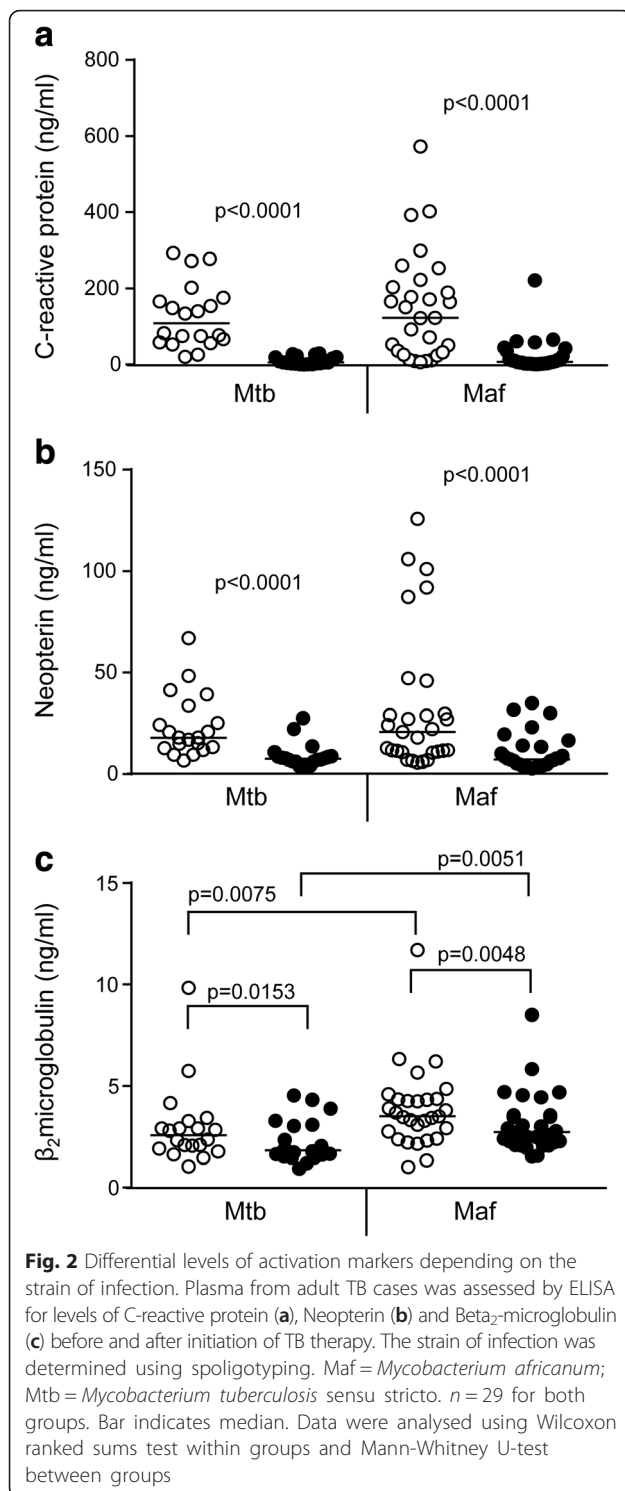 a
800
600
400
200
0
C-reactive protein (ng/ml)
p<0.0001
p<0.0001
Mtb
Maf
b
150
100
50
0
Neopterin (ng/ml)
p<0.0001
p<0.0001
Mtb
Maf
c
15
10
5
0
β₂microglobulin (ng/ml)
p=0.0051
p=0.0075
p=0.0048
p=0.0153
Mtb
Maf
Fig. 2 Differential levels of activation markers depending on the
strain of infection. Plasma from adult TB cases was assessed by ELISA
for levels of C-reactive protein (a), Neopterin (b) and Beta₂-microglobulin
(c) before and after initiation of TB therapy. The strain of infection was
determined using spoligotyping. Maf = Mycobacterium africanum;
Mtb = Mycobacterium tuberculosis sensu stricto. n = 29 for both
groups. Bar indicates median. Data were analysed using Wilcoxon
ranked sums test within groups and Mann-Whitney U-test
between groups